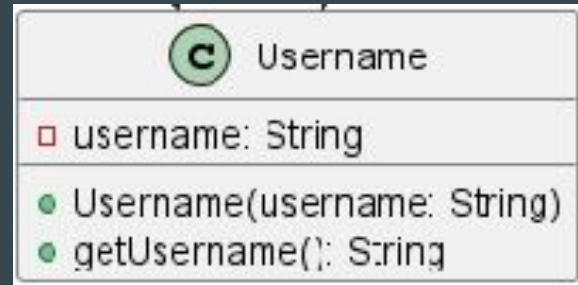 C Username
username: String
Username(username: String)
getUsername(): String